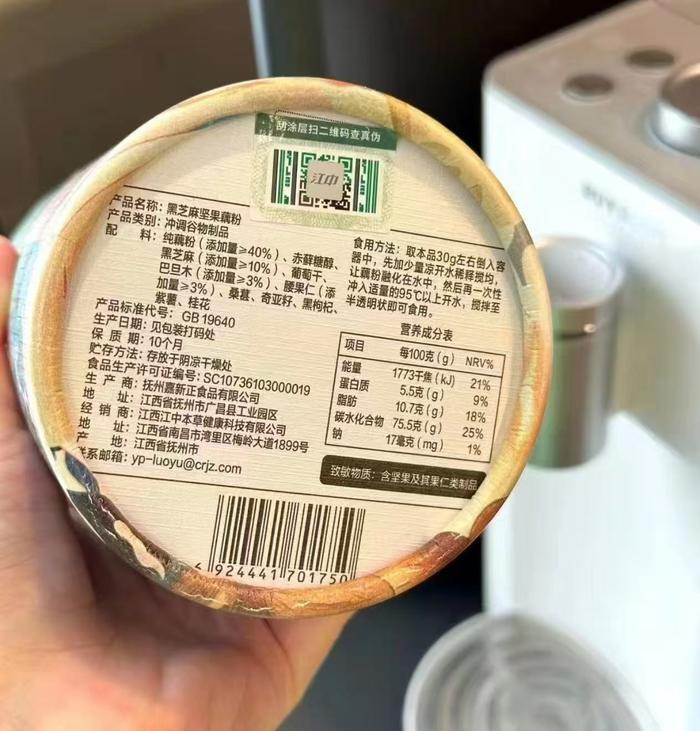 刮涂层扫二维码查真伪
江中
产品名称：黑芝麻坚果藕粉
产品类别：冲调谷物制品
配 料：纯藕粉（添加量≥40%）、赤藓糖醇、
黑芝麻（添加量≥10%）、葡萄干、
巴旦木（添加量≥3%）、腰果仁（添
加量≥3%）、桑葚、奇亚籽、黑枸杞、
紫薯、桂花
产品标准代号：GB 19640
生产日期：见包装打码处
保 质 期：10个月
贮存方法：存放于阴凉干燥处
食品生产许可证编号：SC10736103000019
生 产 商：抚州嘉新正食品有限公司
地 址：江西省抚州市广昌县工业园区
经 销 商：江西江中本草健康科技有限公司
地 址：江西省南昌市湾里区梅岭大道1899号
产 地：江西省抚州市
联系邮箱：yp-luoyu@crjz.com
食用方法：取本品30g左右倒入容
器中，先加少量凉开水稀释搅均，
让藕粉融化在水中，然后再一次性
冲入适量的95℃以上开水，搅拌至
半透明状即可食用。
营养成分表
项目 每100克(g) NRV%
能量 1773千焦(kJ) 21%
蛋白质 5.5克(g) 9%
脂肪 10.7克(g) 18%
碳水化合物 75.5克(g) 25%
钠 17毫克(mg) 1%
致敏物质：含坚果及其果仁类制品
6 924441 701750